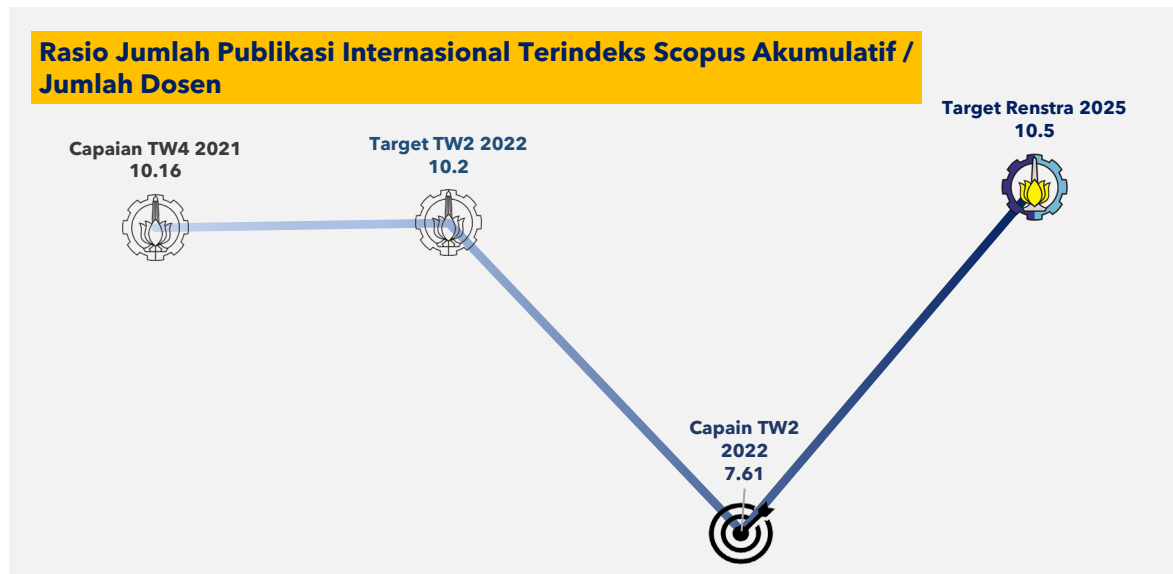 Rasio Jumlah Publikasi Internasional Terindeks Scopus Akumulatif /
Jumlah Dosen
Capaian TW4 2021
10.16
Target TW2 2022
10.2
Capain TW2
2022
7.61
Target Renstra 2025
10.5